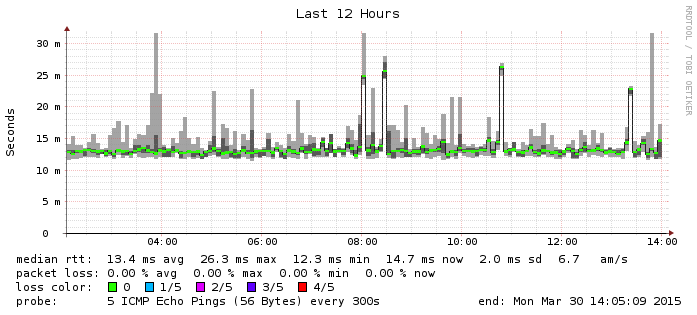 Last 12 Hours
RRDTOOL / TOBI OETIKER
Seconds
30 m
25 m
20 m
15 m
10 m
5 m
0
04:00 06:00 08:00 10:00 12:00 14:00
median rtt: 13.4 ms avg 26.3 ms max 12.3 ms min 14.7 ms now 2.0 ms sd 6.7 am/s
packet loss: 0.00 % avg 0.00 % max 0.00 % min 0.00 % now
loss color: 0 1/5 2/5 3/5 4/5
probe: 5 ICMP Echo Pings (56 Bytes) every 300s end: Mon Mar 30 14:05:09 2015